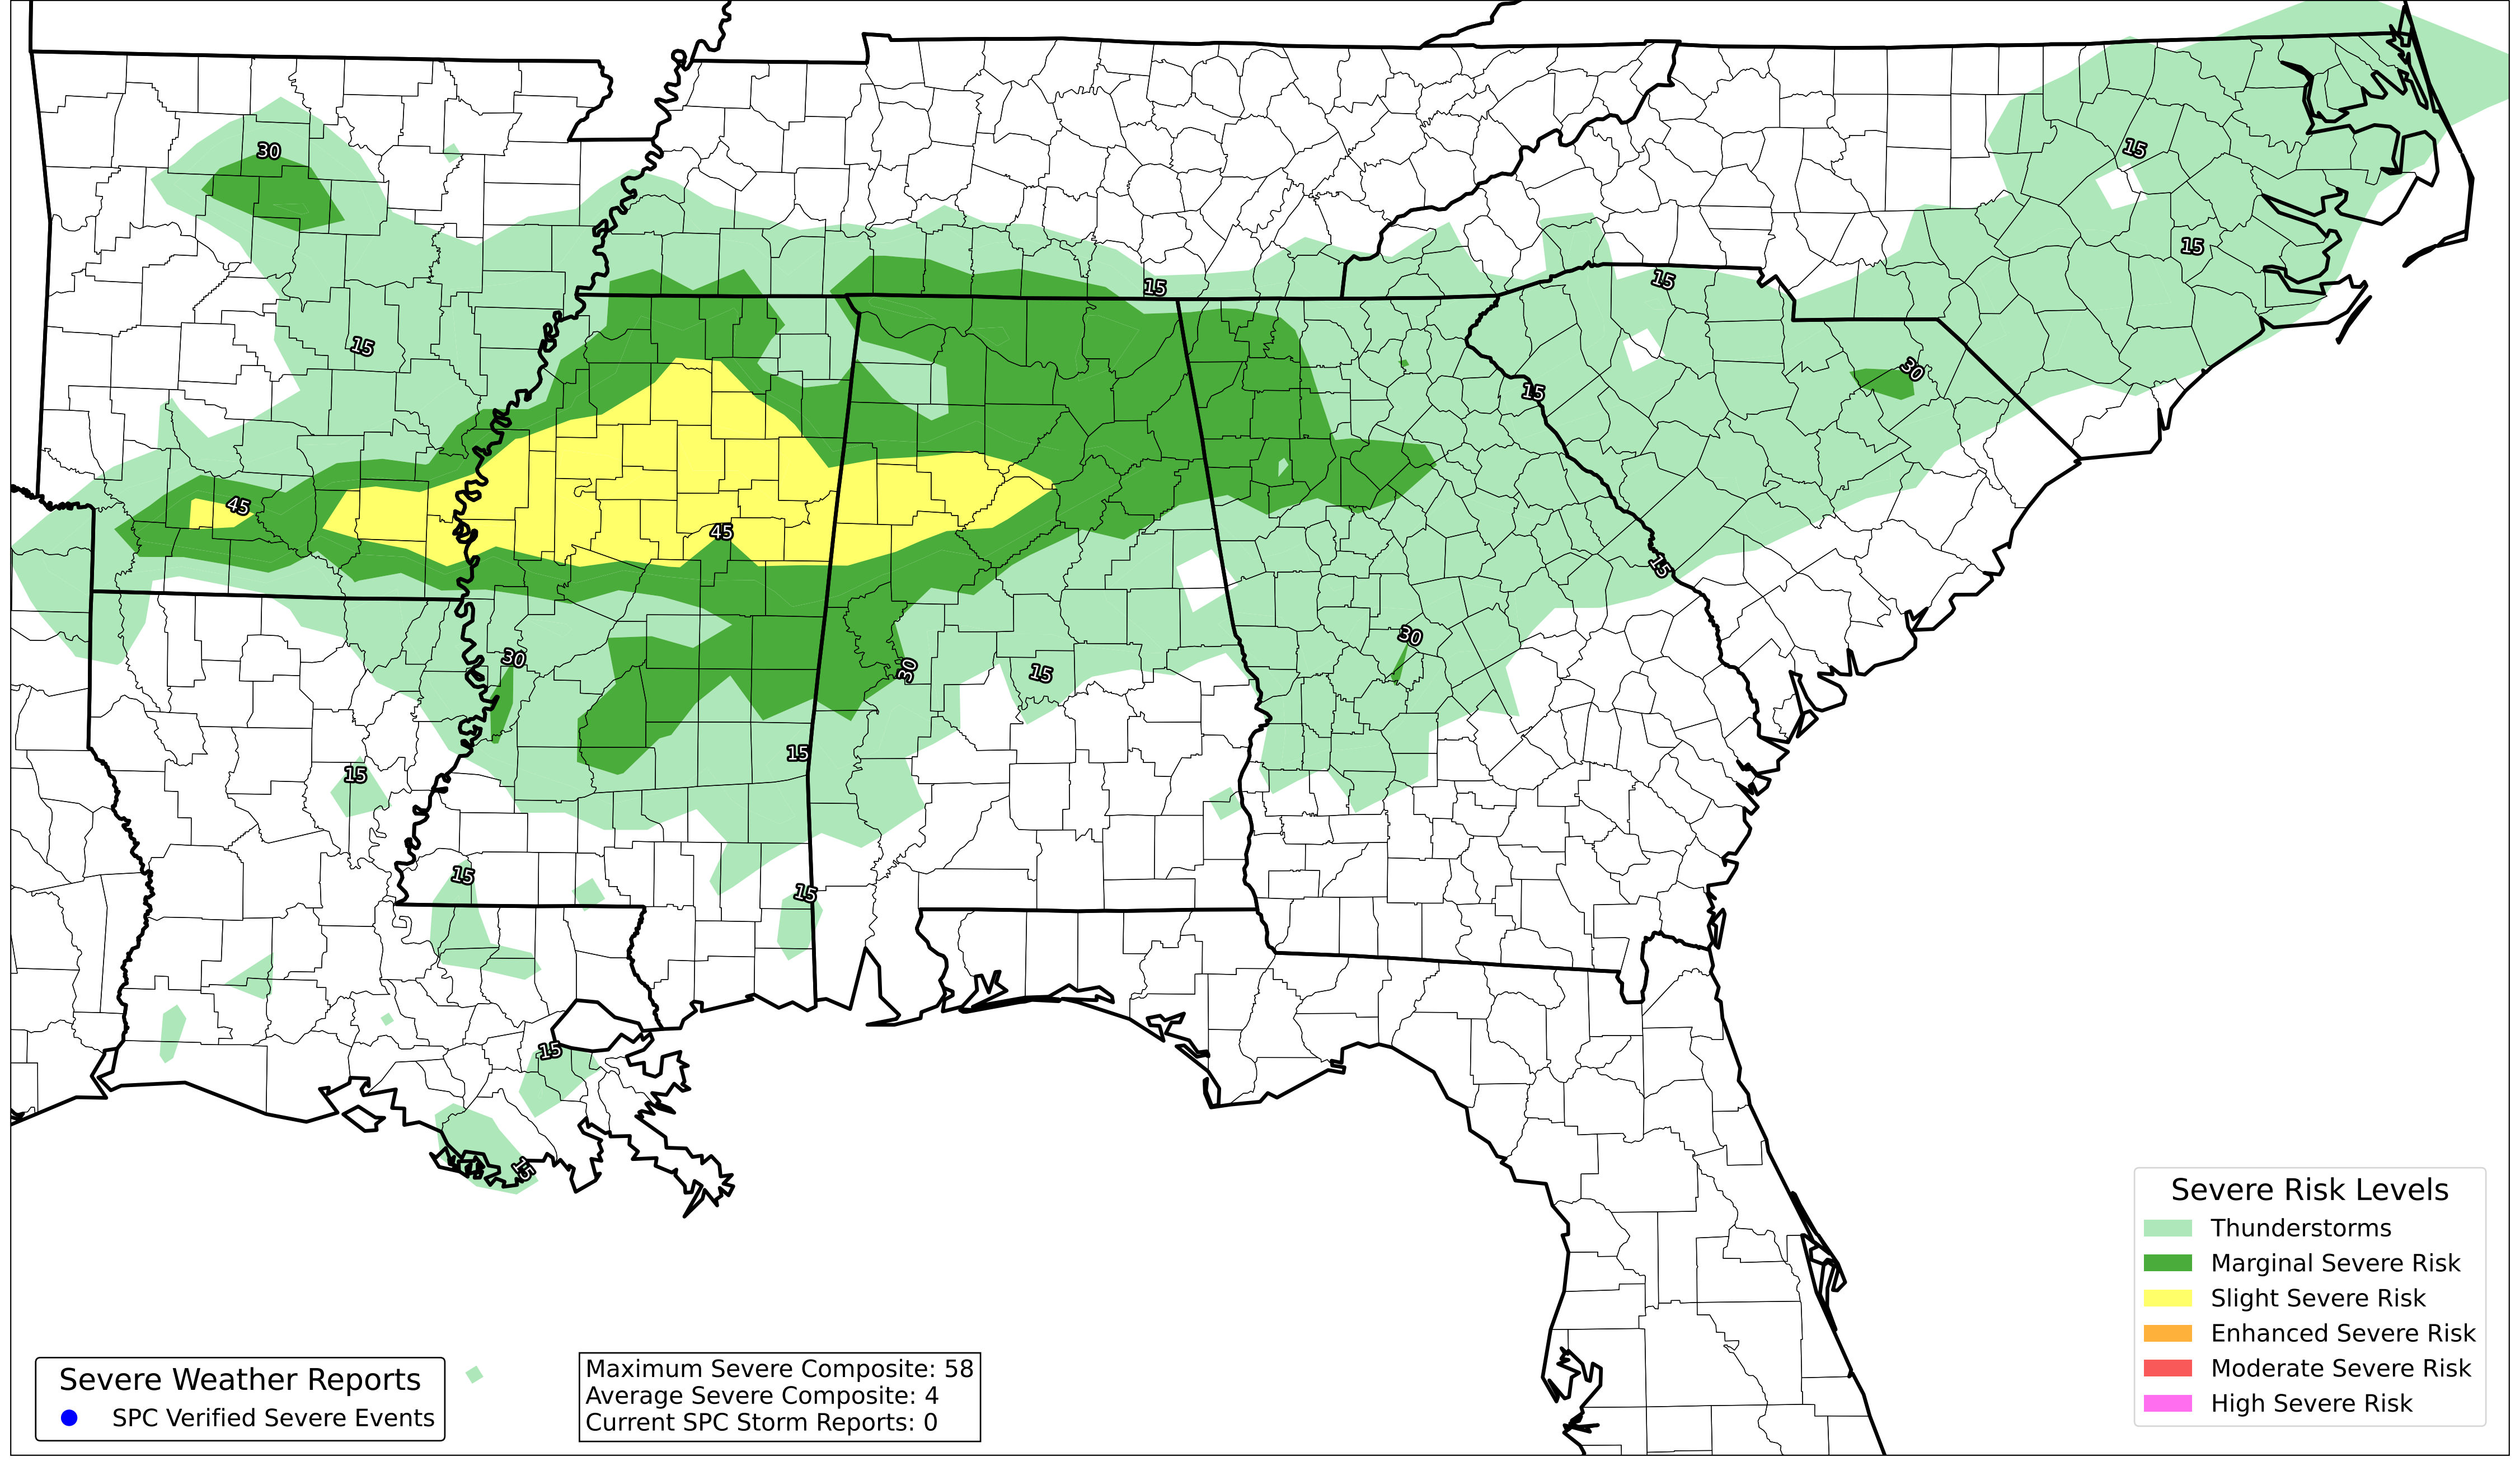 30
15
15
15
15
15
30
15
45
45
15
30
30
30
15
15
15
15
15
15
15
Severe Risk Levels
Thunderstorms
Marginal Severe Risk
Slight Severe Risk
Enhanced Severe Risk
Moderate Severe Risk
High Severe Risk
Severe Weather Reports
SPC Verified Severe Events
Maximum Severe Composite: 58
Average Severe Composite: 4
Current SPC Storm Reports: 0